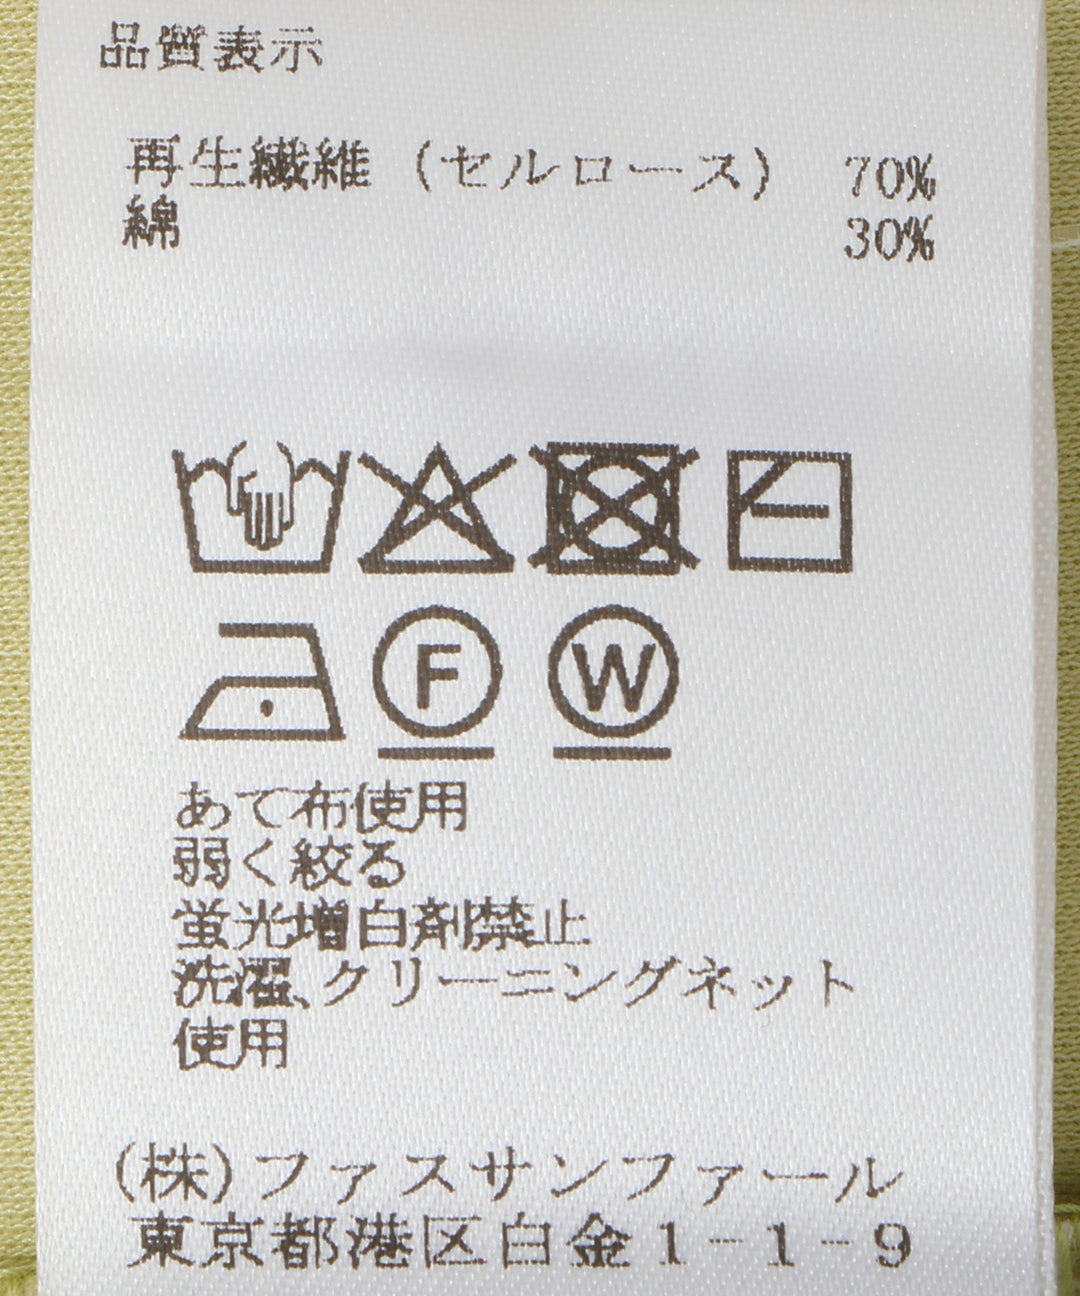 品質表示
再生繊維(セルロース) 70%
綿 30%
F W
あて布使用
弱く絞る
蛍光増白剤禁止
洗濯、クリーニングネット
使用
(株)ファスサンファール
東京都港区白金1-1-9